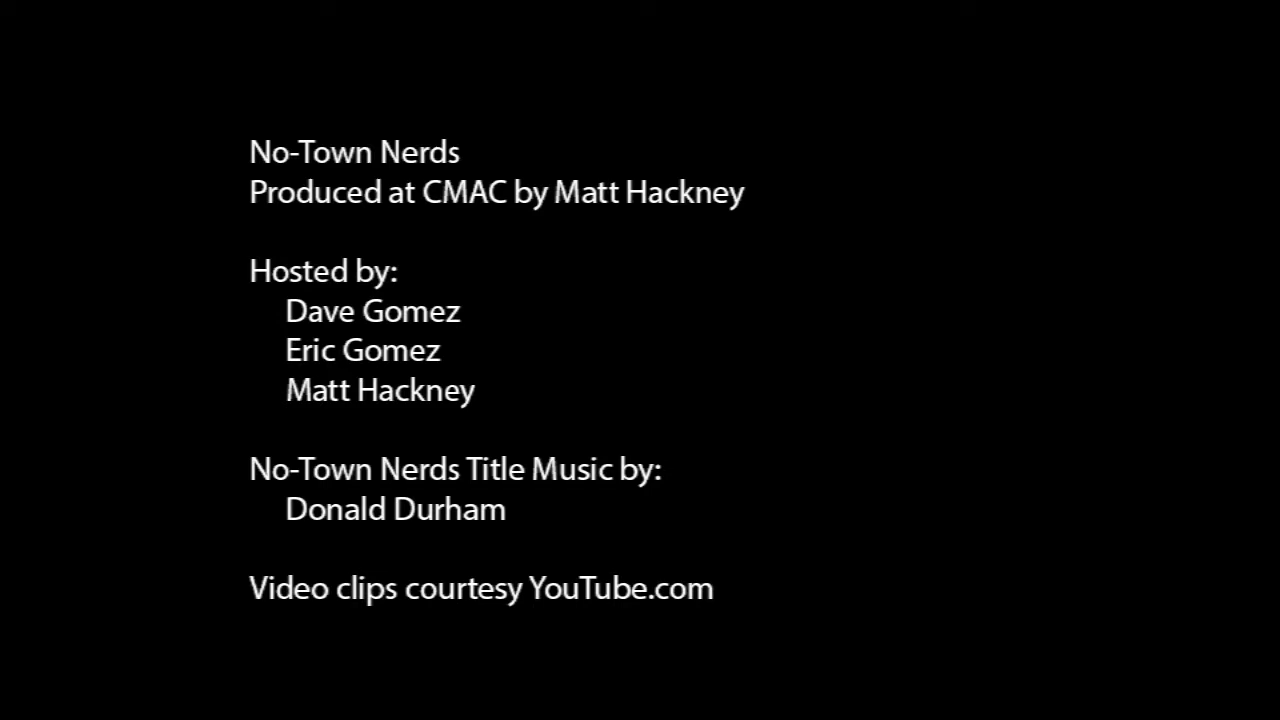 No-Town Nerds
Produced at CMAC by Matt Hackney
Hosted by:
Dave Gomez
Eric Gomez
Matt Hackney
No-Town Nerds Title Music by:
Donald Durham
Video clips courtesy YouTube.com